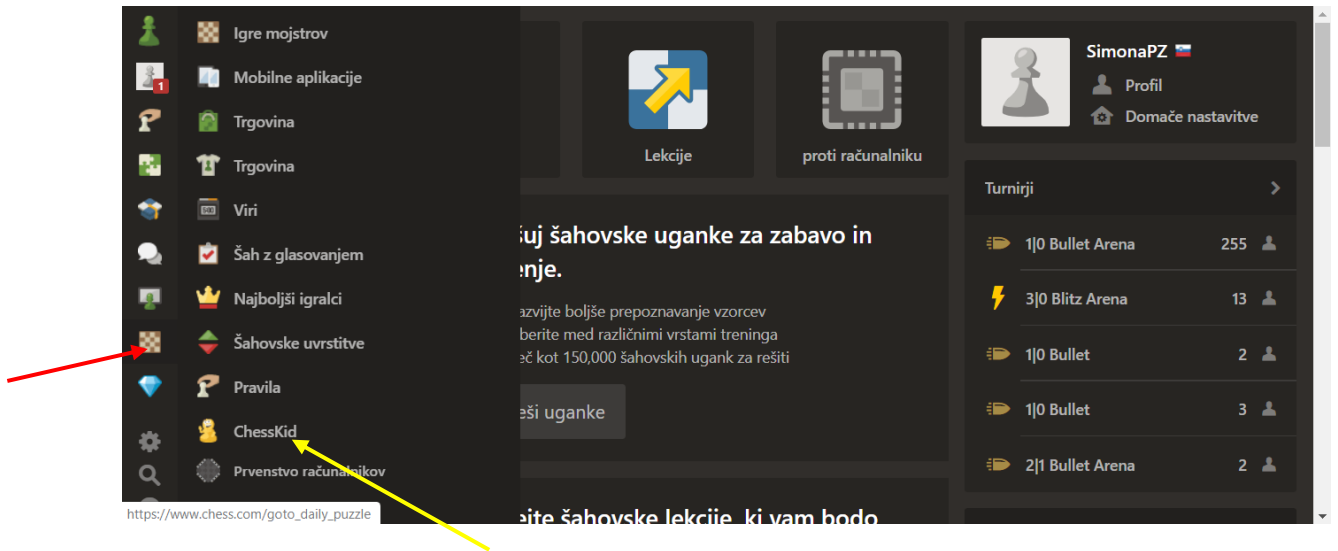 1
Igre mojstrov
Mobilne aplikacije
Trgovina
Trgovina
Viri
Šah z glasovanjem
Najboljši igralci
Šahovske uvrstitve
Pravila
ChessKid
Prvenstvo računalnikov
https://www.chess.com/goto_daily_puzzle
Lekcije
proti računalniku
šuj šahovske uganke za zabavo in
enje.
azvijte boljše prepoznavanje vzorcev
berite med različnimi vrstami treninga
eč kot 150,000 šahovskih ugank za rešiti
eši uganke
ejte šahovske lekcije, ki vam bodo
SimonaPZ
Profil
Domače nastavitve
Turnirji
1|0 Bullet Arena 255
3|0 Blitz Arena 13
1|0 Bullet 2
1|0 Bullet 3
2|1 Bullet Arena 2